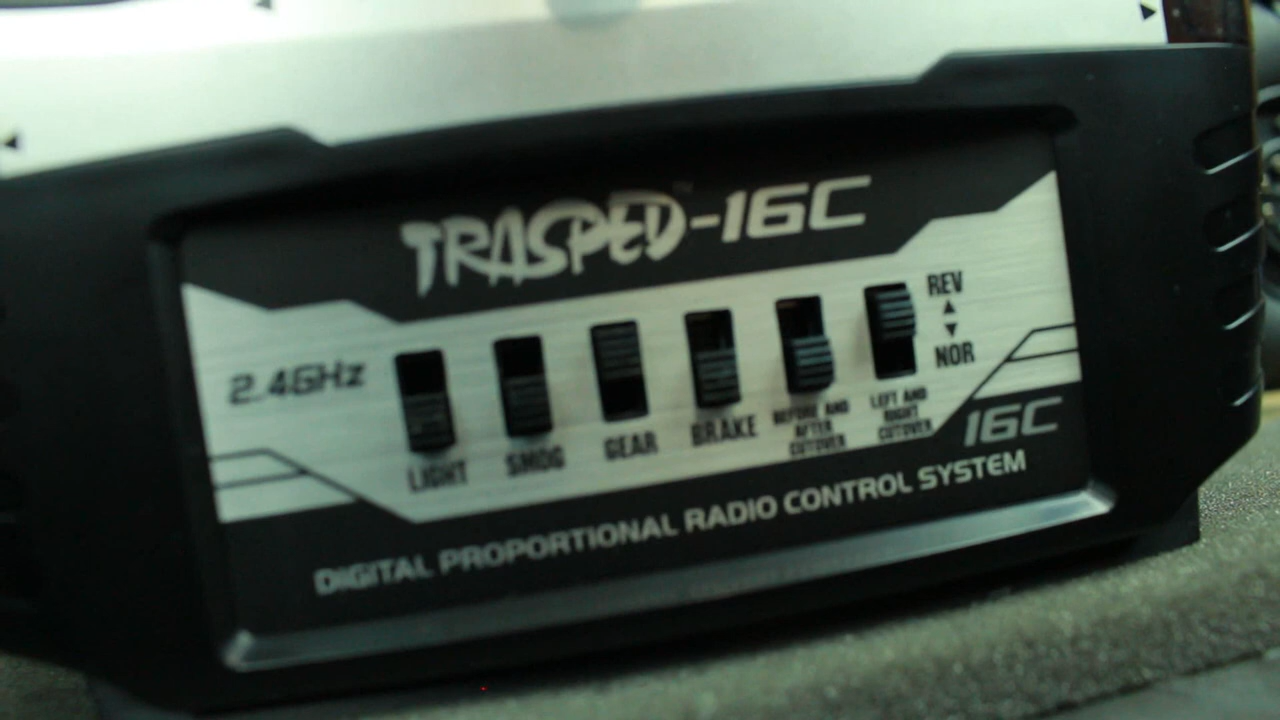 TRASPED™-16C
REV
2.4GHz
NOR
LIGHT
SMOG
GEAR
BRAKE
BEFORE AND
AFTER
CUTOVER
LEFT AND
RIGHT
CUTOVER
16C
DIGITAL PROPORTIONAL RADIO CONTROL SYSTEM